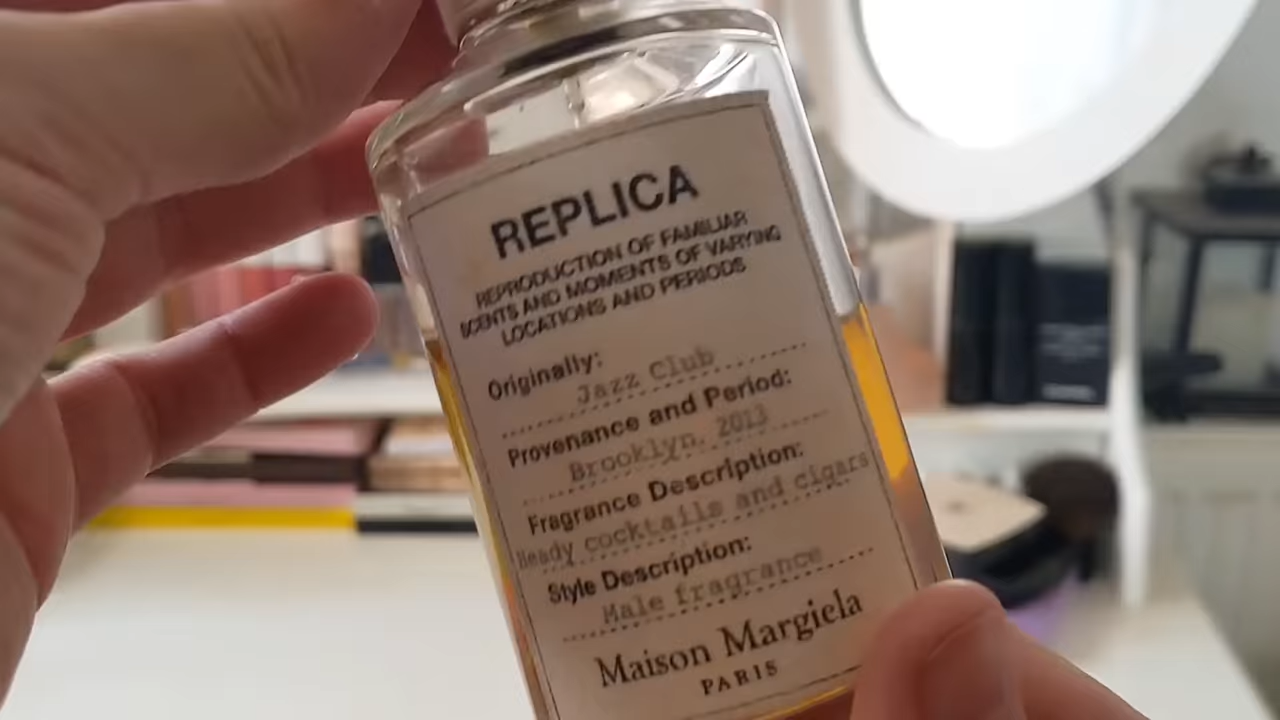 REPLICA
REPRODUCTION OF FAMILIAR
SCENTS AND MOMENTS OF VARYING
LOCATIONS AND PERIODS
Originally:
Jazz Club
Provenance and Period:
Brooklyn, 2013
Fragrance Description:
Heady cocktails and cigars
Style Description:
Male fragrance
Maison Margiela
PARIS